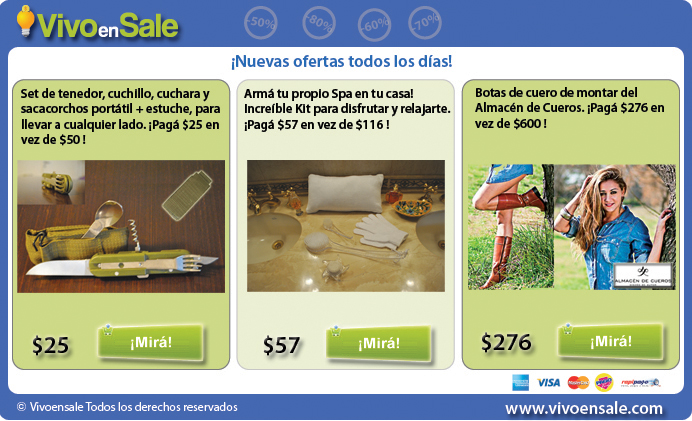 VivoenSale
-50% -80% -60% -70%
¡Nuevas ofertas todos los días!
Set de tenedor, cuchillo, cuchara y
sacacorchos portátil + estuche, para
llevar a cualquier lado. ¡Pagá $25 en
vez de $50 !
$25
¡Mirá!
Armá tu propio Spa en tu casa!
Increíble Kit para disfrutar y relajarte.
¡Pagá $57 en vez de $116 !
$57
¡Mirá!
Botas de cuero de montar del
Almacén de Cueros. ¡Pagá $276 en
vez de $600 !
ALMACÉN DE CUEROS
$276
¡Mirá!
VISA
MasterCard
rapipago
© Vivoensale Todos los derechos reservados
www.vivoensale.com